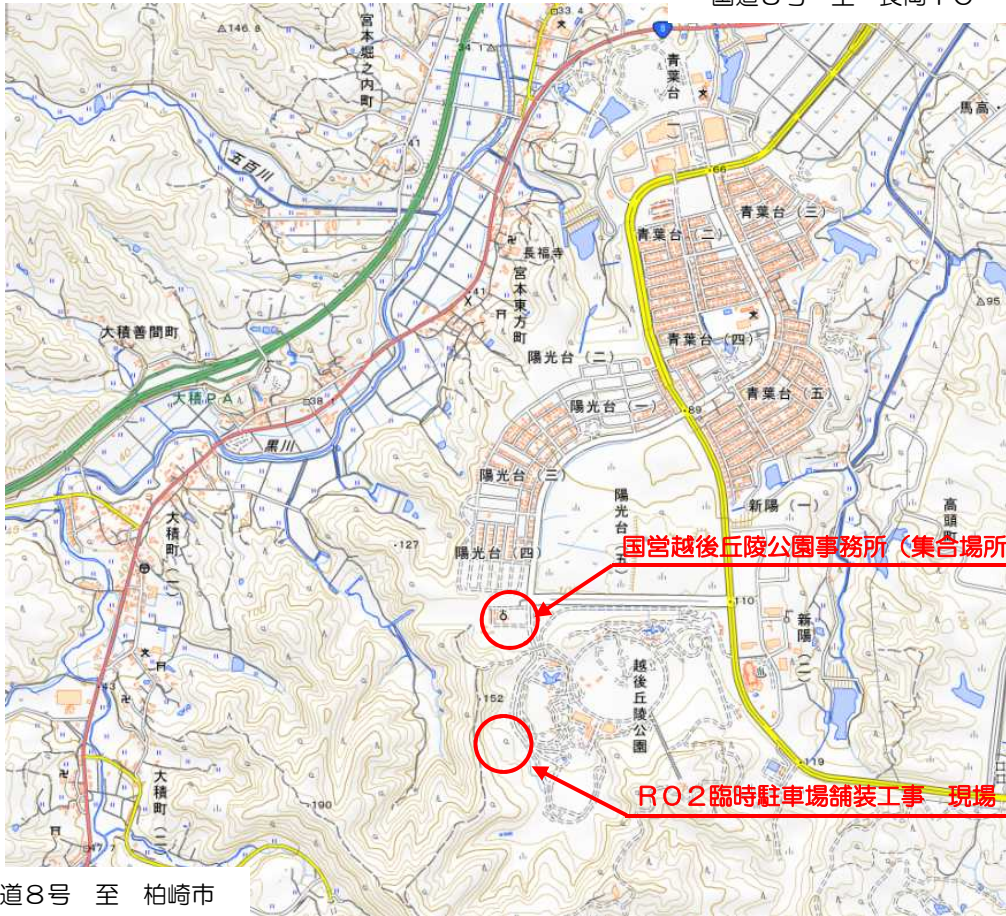 国道8号 至 長岡IC
146.8
宮本堀之内町
33.4
34.1
8
青葉台(一)
馬高
41
五百川
66
青葉台(三)
青葉台(二)
長福寺
宮本東方町
41
95
大積善間町
陽光台(二)
青葉台(四)
大積PA
38.1
陽光台(一)
89
青葉台(五)
黒川
陽光台(三)
陽光台(五)
新陽(一)
高頭町
大積町(一)
127
陽光台(四)
国営越後丘陵公園事務所(集合場所
110
新陽(二)
越後丘陵公園
43
152
119
大積町(二)
190
RO2臨時駐車場舗装工事 現場
47.7
道8号 至 柏崎市